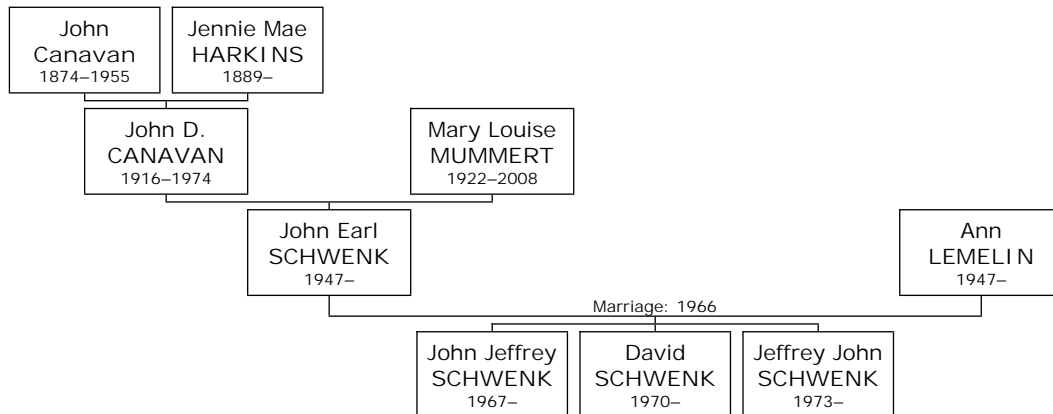 John
Canavan
1874–1955
Jennie Mae
HARKINS
1889–
John D.
CANAVAN
1916–1974
Mary Louise
MUMMERT
1922–2008
John Earl
SCHWENK
1947–
Ann
LEMELIN
1947–
Marriage: 1966
John Jeffrey
SCHWENK
1967–
David
SCHWENK
1970–
Jeffrey John
SCHWENK
1973–